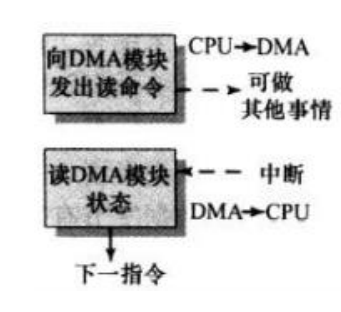 向DMA模块
发出读命令
CPU→DMA
可做
其他事情
读DMA模块
状态
中断
DMA→CPU
下一指令